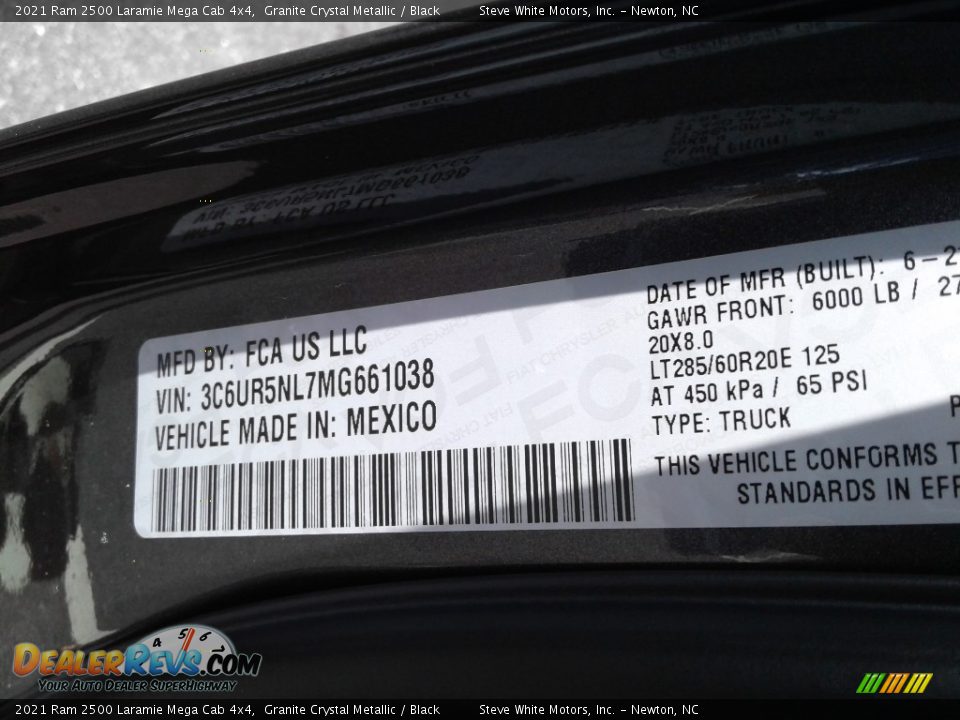 2021 Ram 2500 Laramie Mega Cab 4x4, Granite Crystal Metallic / Black Steve White Motors, Inc. – Newton, NC
MFD BY: FCA US LLC
VIN: 3C6UR5NL7MG661038
VEHICLE MADE IN: MEXICO
DATE OF MFR (BUILT): 6–2
GAWR FRONT: 6000 LB / 27
20X8.0
LT285/60R20E 125
AT 450 kPa / 65 PSI
TYPE: TRUCK
THIS VEHICLE CONFORMS T
STANDARDS IN EFF
4 5 6
DealerRevs.com
Your Auto Dealer SuperHighway
2021 Ram 2500 Laramie Mega Cab 4x4, Granite Crystal Metallic / Black Steve White Motors, Inc. – Newton, NC